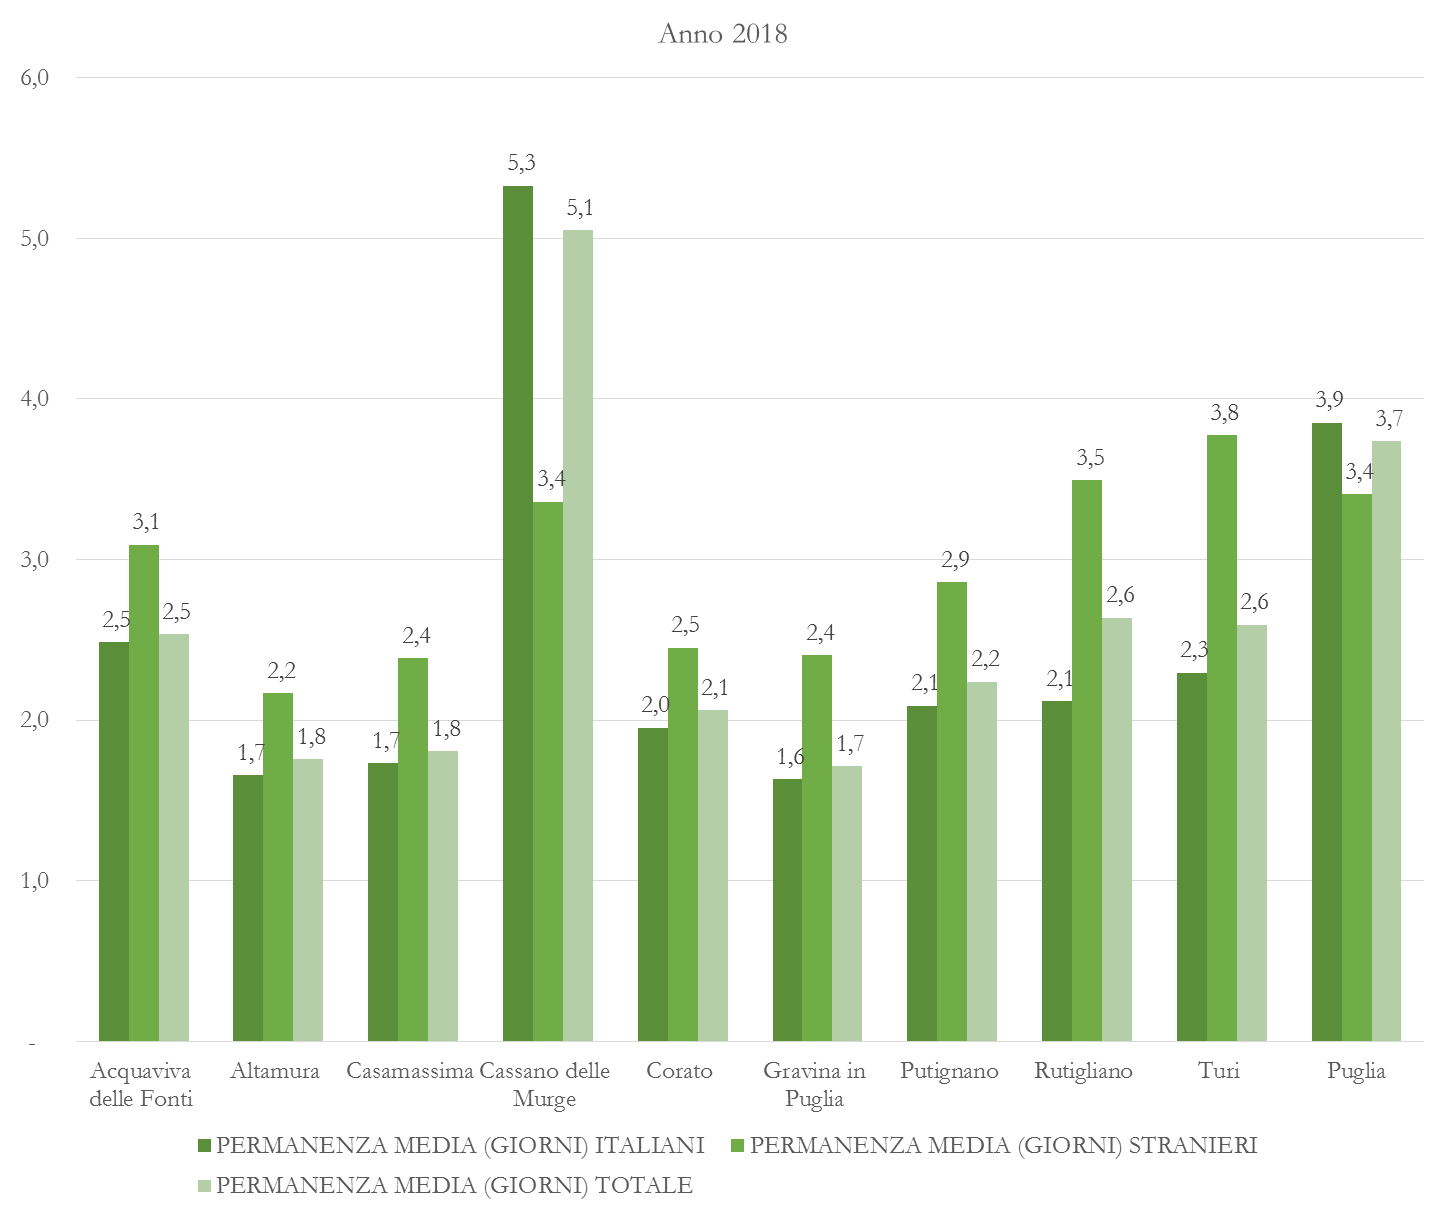 Anno 2018
6,0
5,0
4,0
3,0
2,0
1,0
-
2,5 3,1 2,5
1,7 2,2 1,8
1,7 2,4 1,8
5,3 3,4 5,1
2,0 2,5 2,1
1,6 2,4 1,7
2,1 2,9 2,2
2,1 3,5 2,6
2,3 3,8 2,6
3,9 3,4 3,7
Acquaviva
delle Fonti
Altamura
Casamassima
Cassano delle
Murge
Corato
Gravina in
Puglia
Putignano
Rutigliano
Turi
Puglia
PERMANENZA MEDIA (GIORNI) ITALIANI
PERMANENZA MEDIA (GIORNI) STRANIERI
PERMANENZA MEDIA (GIORNI) TOTALE